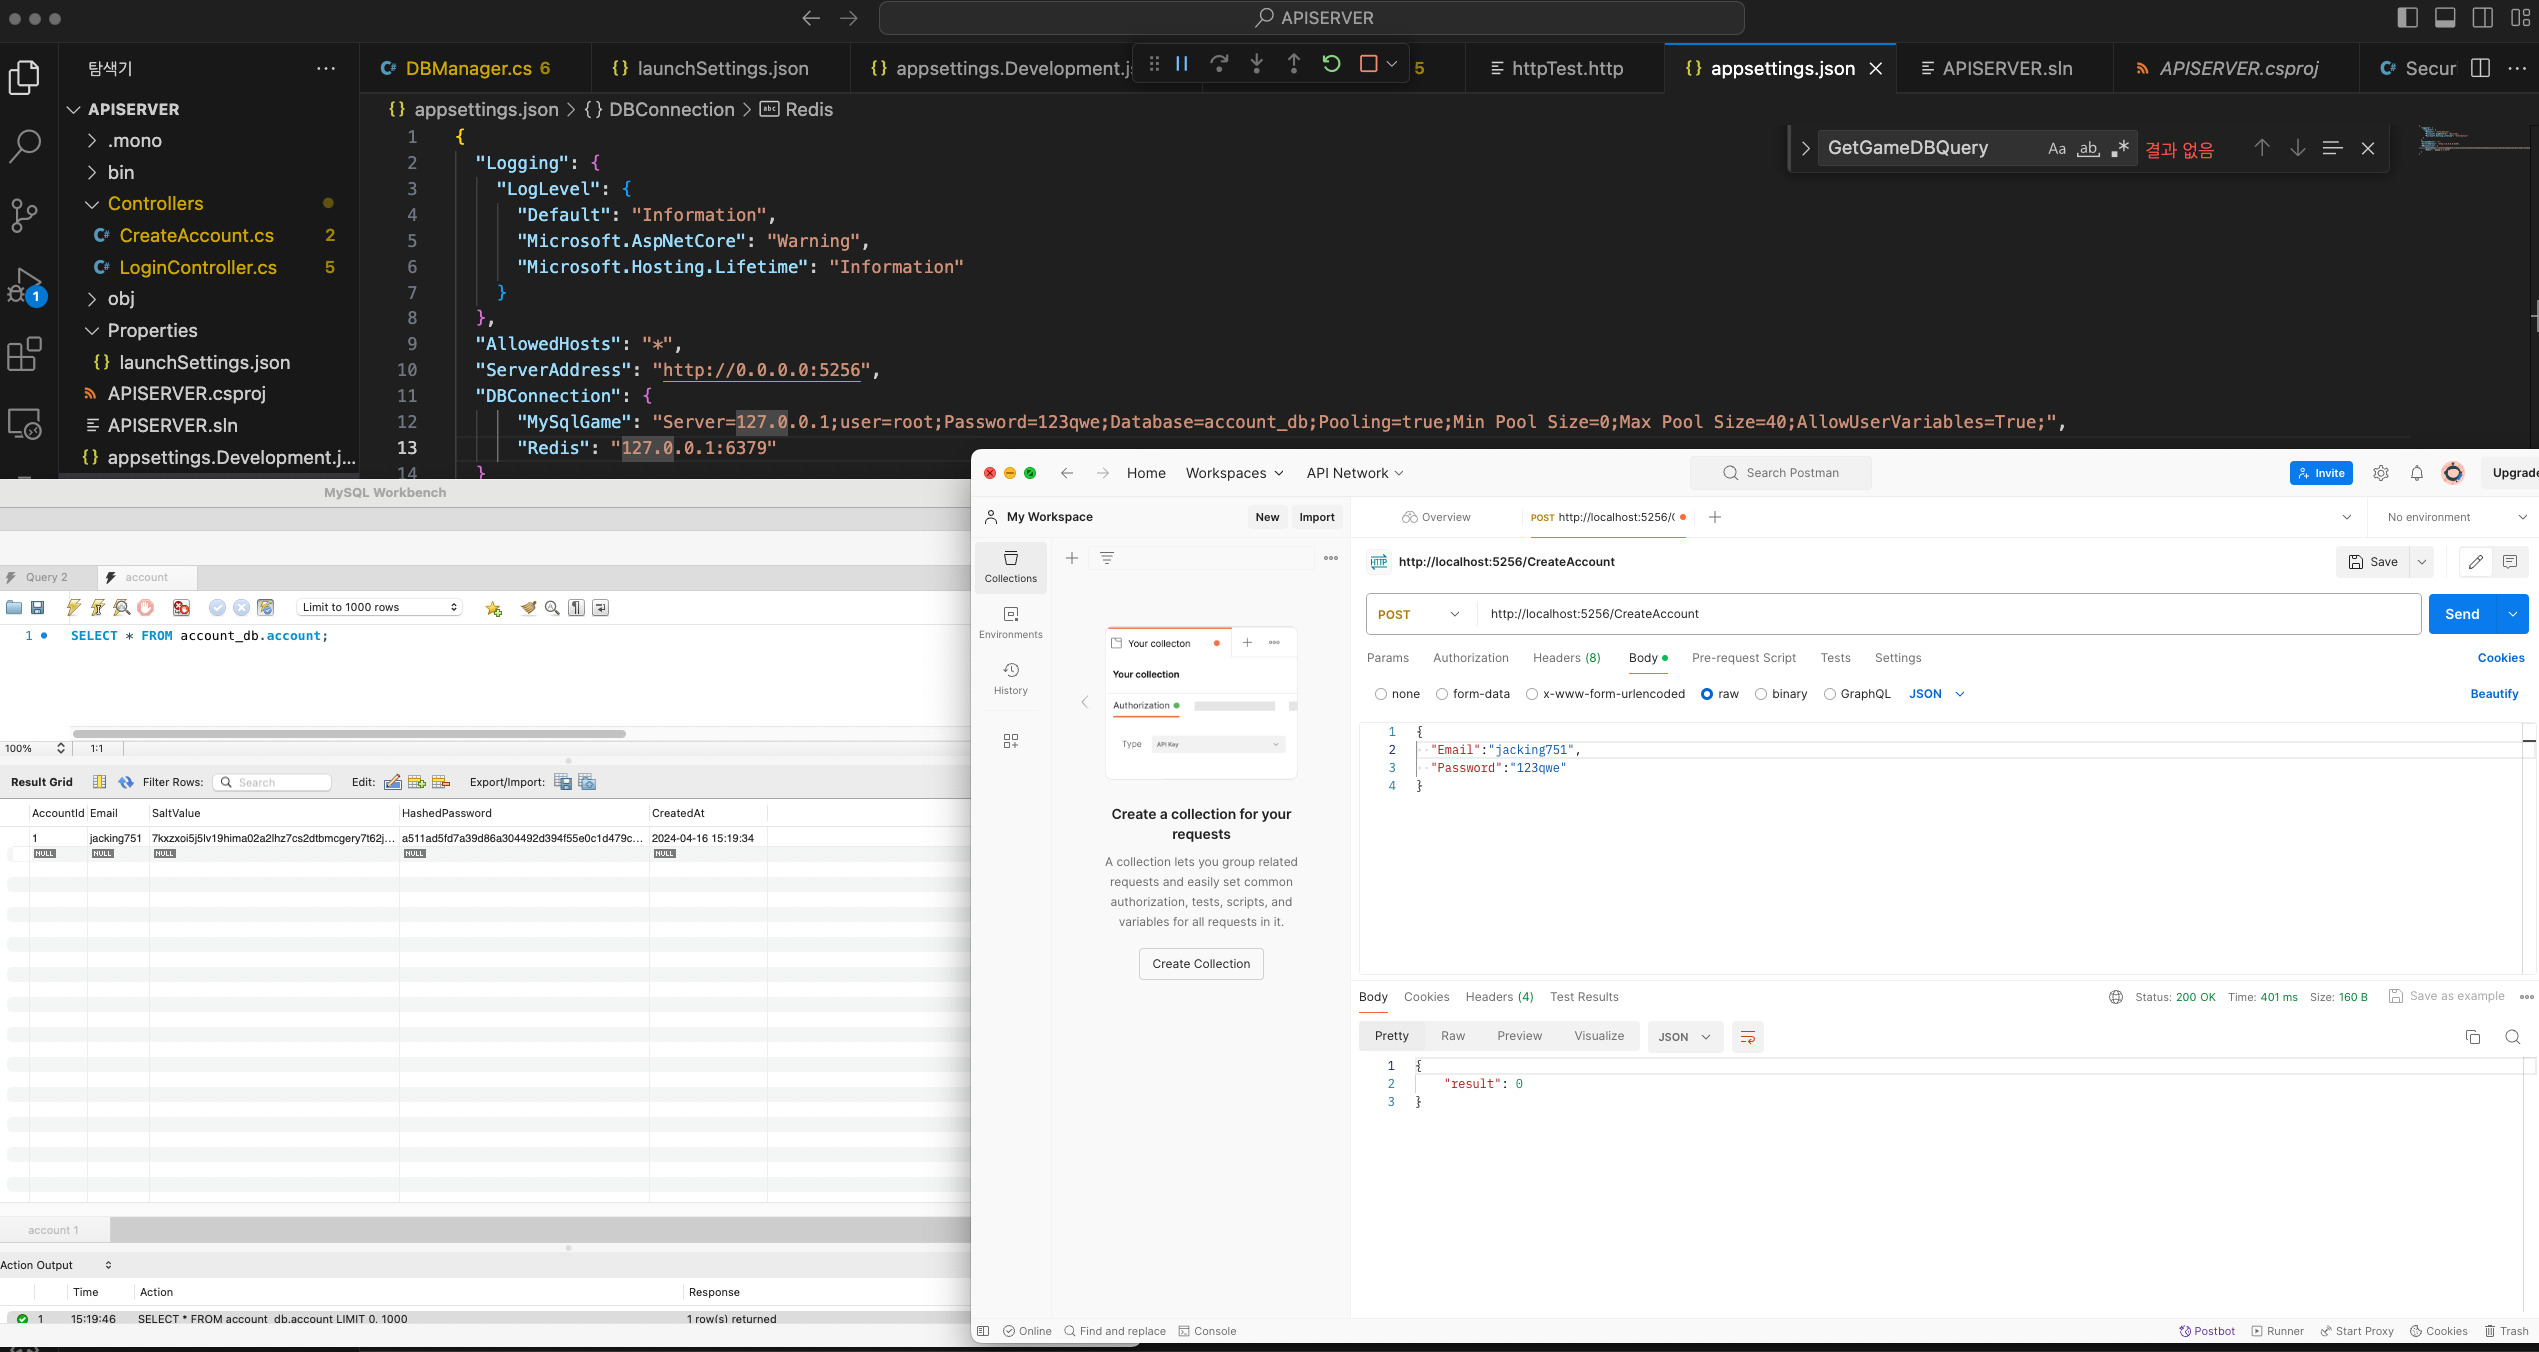 APISERVER
탐색기
DBManager.cs 6
launchSettings.json
appsettings.Development.j
5
httpTest.http
appsettings.json
APISERVER.sln
APISERVER.csproj
Secur
APISERVER
.mono
bin
Controllers
CreateAccount.cs 2
LoginController.cs 5
obj
Properties
launchSettings.json
APISERVER.csproj
APISERVER.sln
appsettings.Development.j...
1
appsettings.json > {} DBConnection > Redis
GetGameDBQuery
Aa ab 결과 없음
1 {
2 "Logging": {
3 "LogLevel": {
4 "Default": "Information",
5 "Microsoft.AspNetCore": "Warning",
6 "Microsoft.Hosting.Lifetime": "Information"
7 }
8 },
9 "AllowedHosts": "*",
10 "ServerAddress": "http://0.0.0.0:5256",
11 "DBConnection": {
12 "MySqlGame": "Server=127.0.0.1;user=root;Password=123qwe;Database=account_db;Pooling=true;Min Pool Size=0;Max Pool Size=40;AllowUserVariables=True;",
13 "Redis": "127.0.0.1:6379"
14 }
MySQL Workbench
Query 2
account
Limit to 1000 rows
1 SELECT * FROM account_db.account;
100% 1:1
Result Grid Filter Rows: Search Edit: Export/Import:
AccountId Email SaltValue HashedPassword CreatedAt
1 jacking751 7kxzxoi5j5lv19hima02a2lhz7cs2dtbmcgery7t62j... a511ad5fd7a39d86a304492d394f55e0c1d479c... 2024-04-16 15:19:34
NULL NULL NULL NULL NULL
account 1
Action Output
Time Action Response
1 15:19:46 SELECT * FROM account_db.account LIMIT 0, 1000 1 row(s) returned
Home Workspaces API Network
Search Postman
Invite
Upgrade
My Workspace New Import
Overview
POST http://localhost:5256/
No environment
Collections
Environments
History
Your collecton
Your collection
Authorization
Type API Key
Create a collection for your
requests
A collection lets you group related
requests and easily set common
authorization, tests, scripts, and
variables for all requests in it.
Create Collection
HTTP http://localhost:5256/CreateAccount
Save
POST http://localhost:5256/CreateAccount Send
Params Authorization Headers (8) Body Pre-request Script Tests Settings Cookies
none form-data x-www-form-urlencoded raw binary GraphQL JSON Beautify
1 {
2 "Email":"jacking751",
3 "Password":"123qwe"
4 }
Body Cookies Headers (4) Test Results Status: 200 OK Time: 401 ms Size: 160 B Save as example
Pretty Raw Preview Visualize JSON
1 {
2 "result": 0
3 }
Online Find and replace Console Postbot Runner Start Proxy Cookies Trash